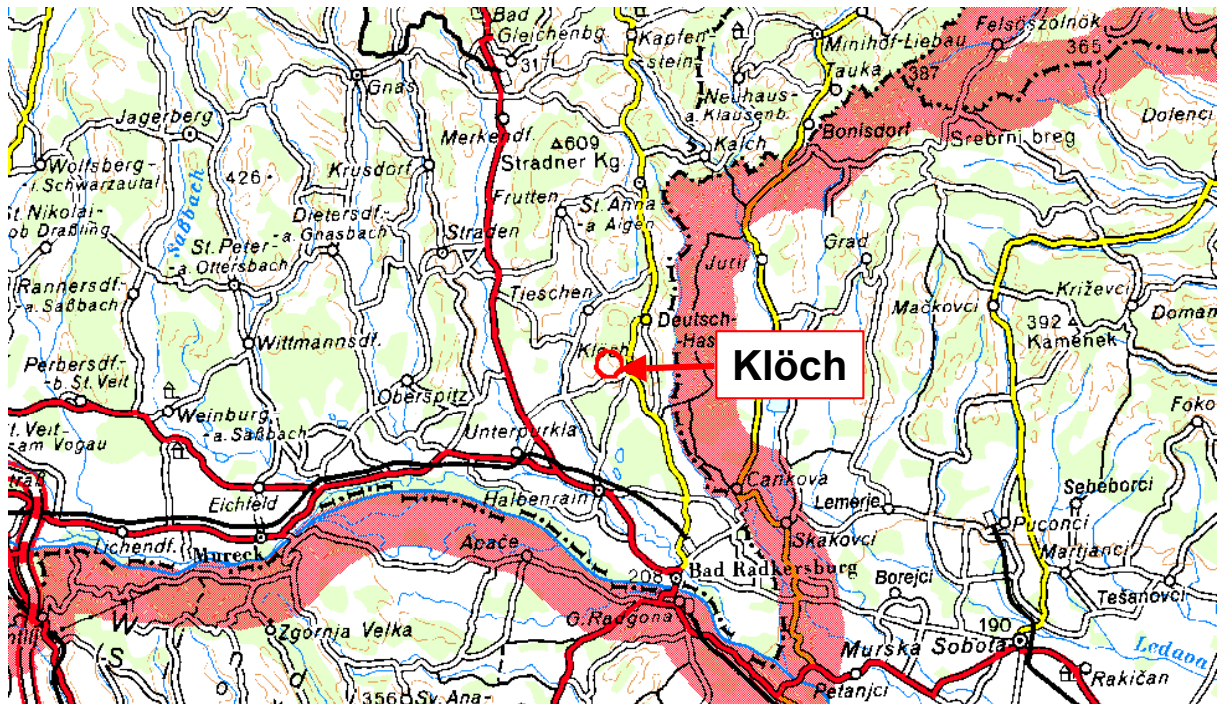 Bad
Gleichenbg.
317
Kapfen-
stein
Minihof-Liebau
Tauka
387
Felsöszölnök
365
Gnas
Neuhaus-
a. Klausenb.
Dolenci
Jagerberg
Merkendf.
609
Stradner Kg
Kalch
Bonisdorf
Srebrni breg
Wolfsberg-
i. Schwarzautal
426
Krusdorf
Saßbach
Frutten
St. Anna
-a Aigen
St. Nikolai-
ob Draßling
Dietersdf.-
-a. Gnasbach
St. Peter-
-a. Ottersbach
Straden
Grad
Jutir
Rannersdf.-
-a. Saßbach
Tieschen
Mačkovci
Križevci
Doman
Deutsch-
-Has
392
Kamenek
Wittmannsdf.
Klöch
Klöch
Perbersdf.-
-b. St. Veit
Oberspitz
Weinburg-
-a. Saßbach
Foko
t. Veit-
am Vogau
Unterpurkla
Cankova
Sebeborci
Eichfeld
Halbenrain
Lemerje
Puconci
Skakovci
Lichendf.
Mureck
Apače
Martjanci
208
Bad Radkersburg
Borejci
Tešanovci
G. Radgona
Zgornja Velka
190
Murska Sobota
Ledava
W
(S
n
o
d
Petanjci
Rakičan
356
Sv. Ana-